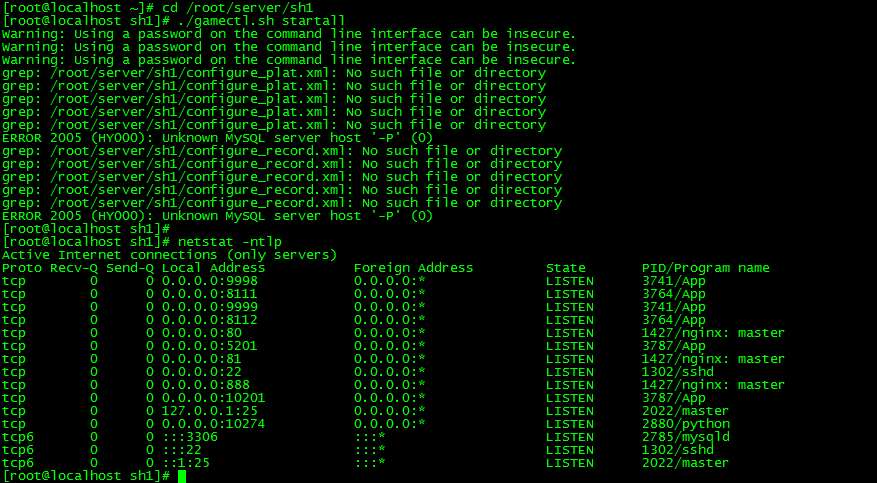 [root@localhost ~]# cd /root/server/sh1
[root@localhost sh1]# ./gamectl.sh startall
Warning: Using a password on the command line interface can be insecure.
Warning: Using a password on the command line interface can be insecure.
Warning: Using a password on the command line interface can be insecure.
grep: /root/server/sh1/configure_plat.xml: No such file or directory
grep: /root/server/sh1/configure_plat.xml: No such file or directory
grep: /root/server/sh1/configure_plat.xml: No such file or directory
grep: /root/server/sh1/configure_plat.xml: No such file or directory
grep: /root/server/sh1/configure_plat.xml: No such file or directory
ERROR 2005 (HY000): Unknown MySQL server host '-P' (0)
grep: /root/server/sh1/configure_record.xml: No such file or directory
grep: /root/server/sh1/configure_record.xml: No such file or directory
grep: /root/server/sh1/configure_record.xml: No such file or directory
grep: /root/server/sh1/configure_record.xml: No such file or directory
grep: /root/server/sh1/configure_record.xml: No such file or directory
ERROR 2005 (HY000): Unknown MySQL server host '-P' (0)
[root@localhost sh1]#
[root@localhost sh1]# netstat -ntlp
Active Internet connections (only servers)
Proto Recv-Q Send-Q Local Address           Foreign Address         State       PID/Program name
tcp        0      0 0.0.0.0:9998            0.0.0.0:*               LISTEN      3741/App
tcp        0      0 0.0.0.0:8111            0.0.0.0:*               LISTEN      3764/App
tcp        0      0 0.0.0.0:9999            0.0.0.0:*               LISTEN      3741/App
tcp        0      0 0.0.0.0:8112            0.0.0.0:*               LISTEN      3764/App
tcp        0      0 0.0.0.0:80              0.0.0.0:*               LISTEN      1427/nginx: master
tcp        0      0 0.0.0.0:5201            0.0.0.0:*               LISTEN      3787/App
tcp        0      0 0.0.0.0:81              0.0.0.0:*               LISTEN      1427/nginx: master
tcp        0      0 0.0.0.0:22              0.0.0.0:*               LISTEN      1302/sshd
tcp        0      0 0.0.0.0:888             0.0.0.0:*               LISTEN      1427/nginx: master
tcp        0      0 0.0.0.0:10201           0.0.0.0:*               LISTEN      3787/App
tcp        0      0 127.0.0.1:25            0.0.0.0:*               LISTEN      2022/master
tcp        0      0 0.0.0.0:10274           0.0.0.0:*               LISTEN      2880/python
tcp6       0      0 :::3306                 :::*                    LISTEN      2785/mysqld
tcp6       0      0 :::22                   :::*                    LISTEN      1302/sshd
tcp6       0      0 ::1:25                  :::*                    LISTEN      2022/master
[root@localhost sh1]#